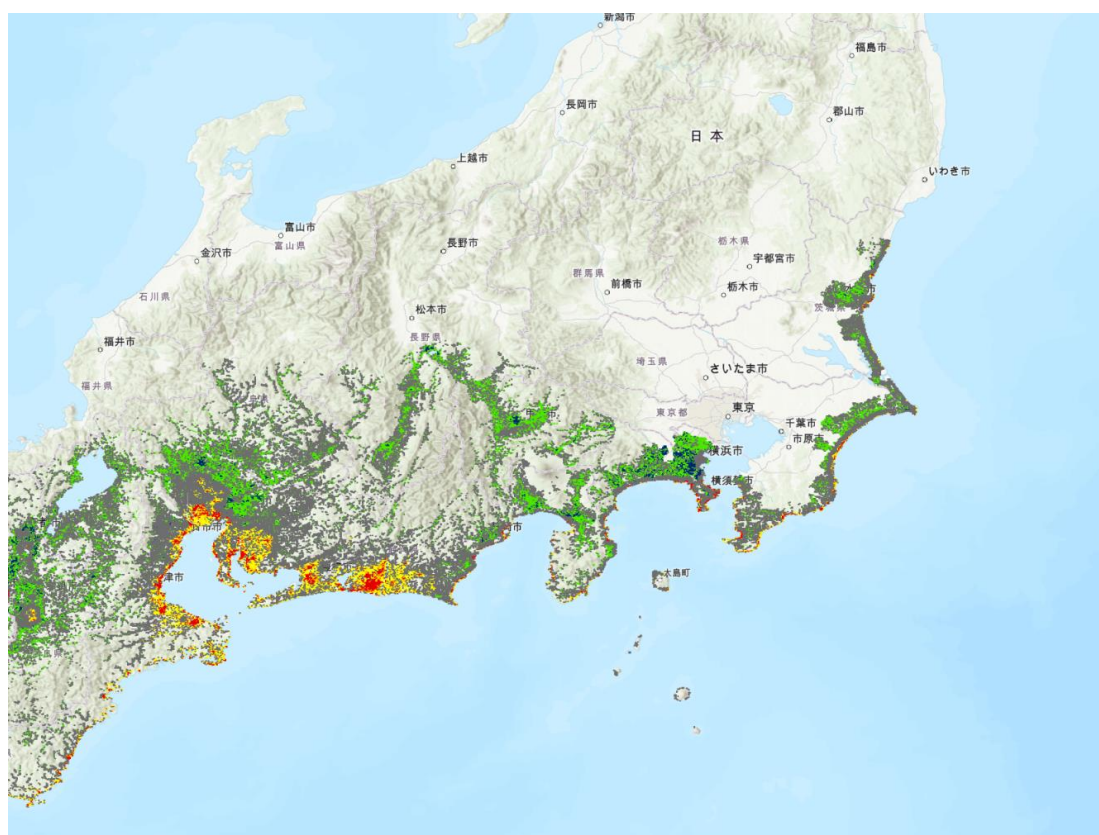 新潟市
福島市
長岡市
郡山市
日本
上越市
いわき市
富山市
富山県
金沢市
長野市
栃木県
宇都宮市
石川県
群馬県
前橋市
栃木市
松本市
茨城県
長野県
福井市
埼玉県
さいたま市
福井県
東京都
東京
千葉市
市原市
横浜市
津市
大島町